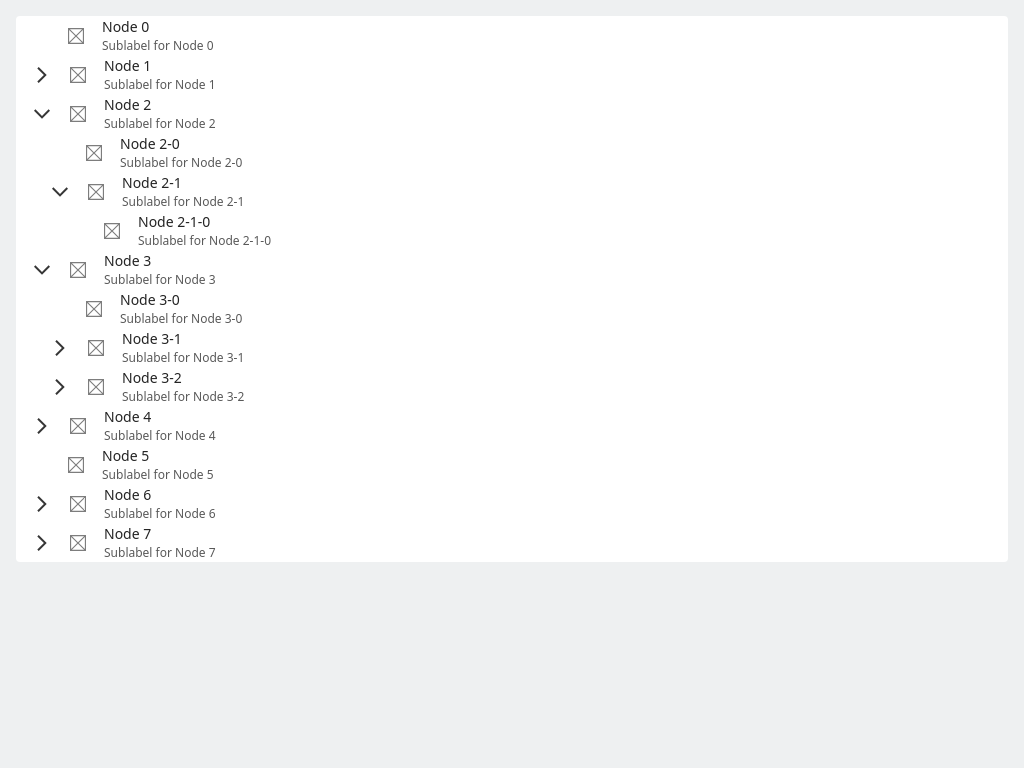 Node 0
Sublabel for Node 0
Node 1
Sublabel for Node 1
Node 2
Sublabel for Node 2
Node 2-0
Sublabel for Node 2-0
Node 2-1
Sublabel for Node 2-1
Node 2-1-0
Sublabel for Node 2-1-0
Node 3
Sublabel for Node 3
Node 3-0
Sublabel for Node 3-0
Node 3-1
Sublabel for Node 3-1
Node 3-2
Sublabel for Node 3-2
Node 4
Sublabel for Node 4
Node 5
Sublabel for Node 5
Node 6
Sublabel for Node 6
Node 7
Sublabel for Node 7